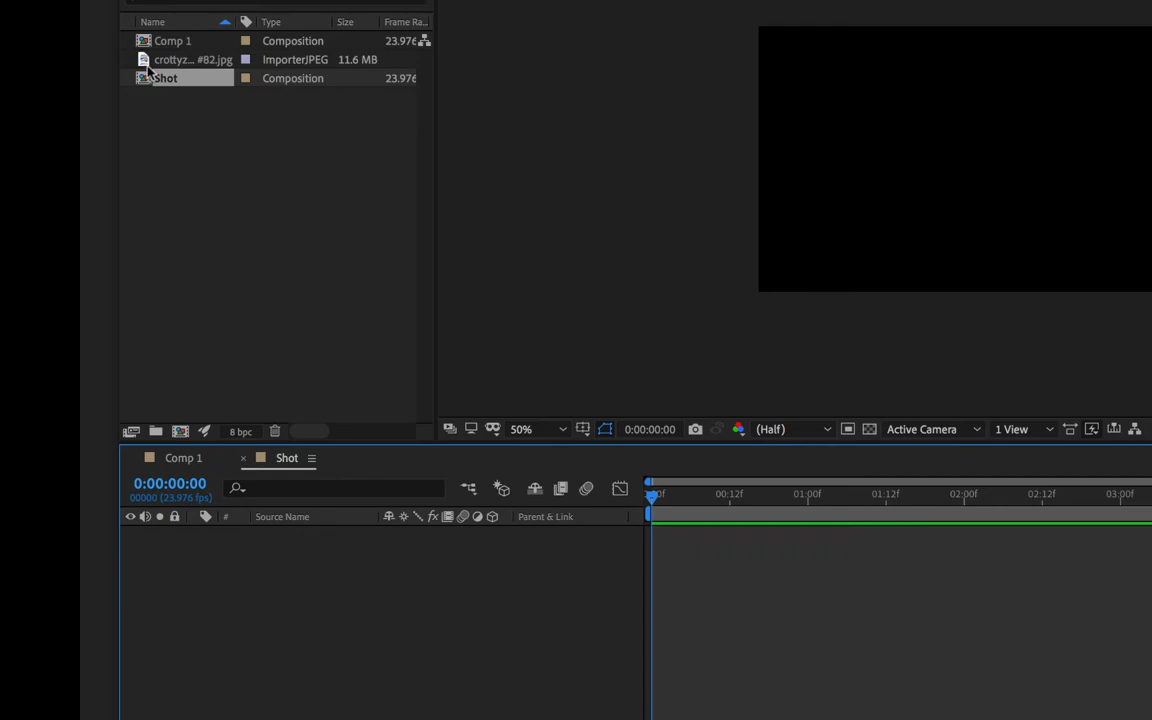 Name Type Size Frame Ra...
Comp 1 Composition 23.976
crottyz... #82.jpg ImporterJPEG 11.6 MB
Shot Composition 23.976
8 bpc
50% 0:00:00:00 (Half) Active Camera 1 View
Comp 1 × Shot
0:00:00:00
00000 (23.976 fps)
00f 00:12f 01:00f 01:12f 02:00f 02:12f 03:00f
# Source Name fx Parent & Link